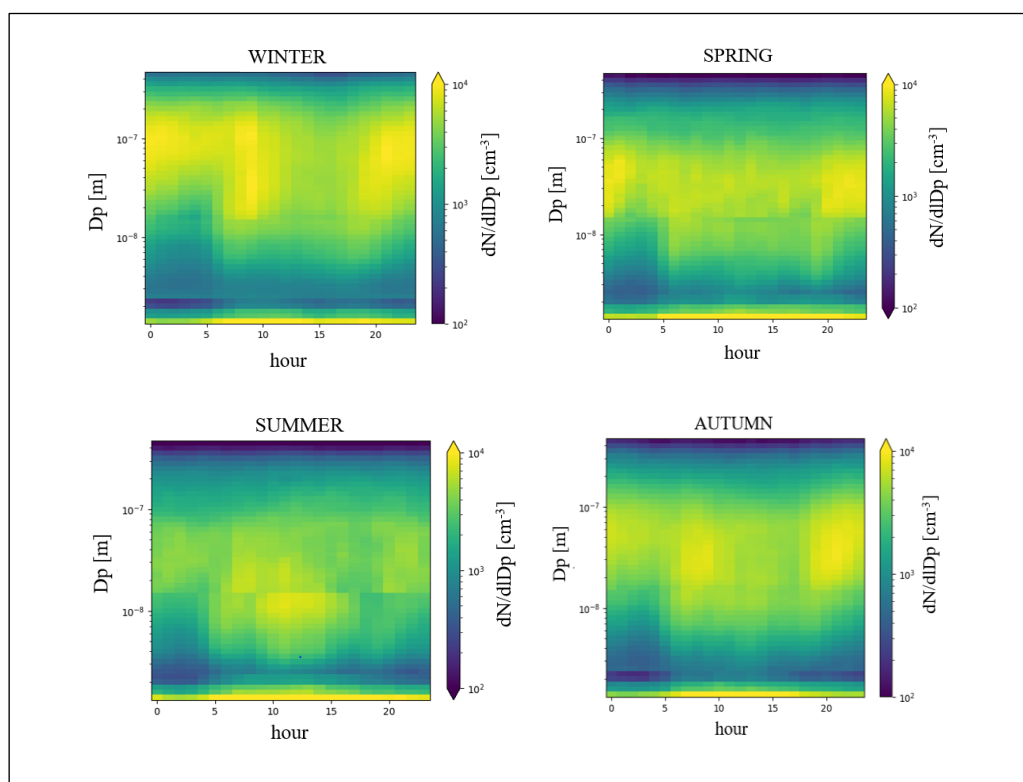 WINTER
10⁻⁷
10⁻⁸
Dp [m]
0 5 10 15 20
hour
10⁴
10³
10²
dN/dlDp [cm⁻³]
SPRING
10⁻⁷
10⁻⁸
Dp [m]
0 5 10 15 20
hour
10⁴
10³
10²
dN/dlDp [cm⁻³]
SUMMER
10⁻⁷
10⁻⁸
Dp [m]
0 5 10 15 20
hour
10⁴
10³
10²
dN/dlDp [cm⁻³]
AUTUMN
10⁻⁷
10⁻⁸
Dp [m]
0 5 10 15 20
hour
10⁴
10³
10²
dN/dlDp [cm⁻³]